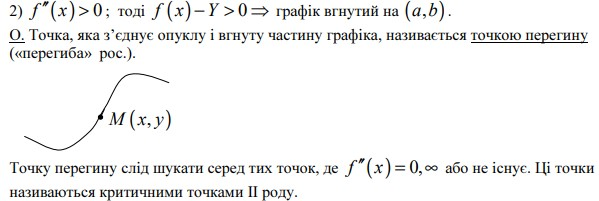 2) f″(x) > 0 ; тоді f(x) − Y > 0 ⇒ графік вгнутий на (a,b).
О. Точка, яка з’єднує опуклу і вгнуту частину графіка, називається точкою перегину
(«перегиба» рос.).
M(x,y)
Точку перегину слід шукати серед тих точок, де f″(x) = 0,∞ або не існує. Ці точки
називаються критичними точками II роду.